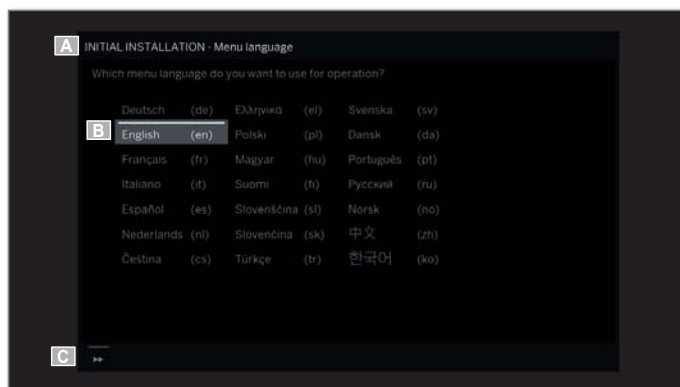 A INITIAL INSTALLATION - Menu language
Which menu language do you want to use for operation?
Deutsch (de) Ελληνικά (el) Svenska (sv)
B English (en) Polski (pl) Dansk (da)
Français (fr) Magyar (hu) Português (pt)
Italiano (it) Suomi (fi) Русский (ru)
Español (es) Slovenščina (sl) Norsk (no)
Nederlands (nl) Slovenčina (sk) 中文 (zh)
Čeština (cs) Türkçe (tr) 한국어 (ko)
C